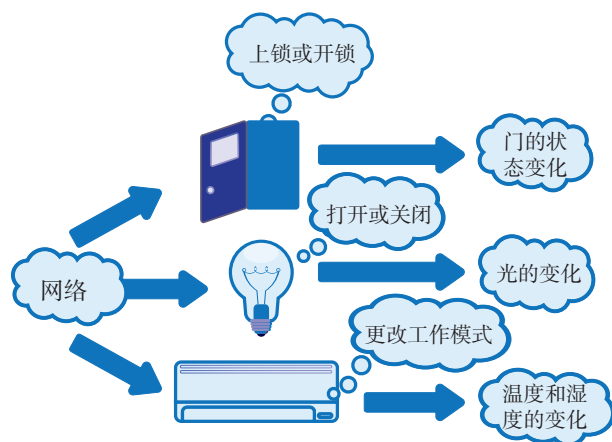 上锁或开锁
门的状
态变化
打开或关闭
网络
光的变化
更改工作模式
温度和湿
度的变化